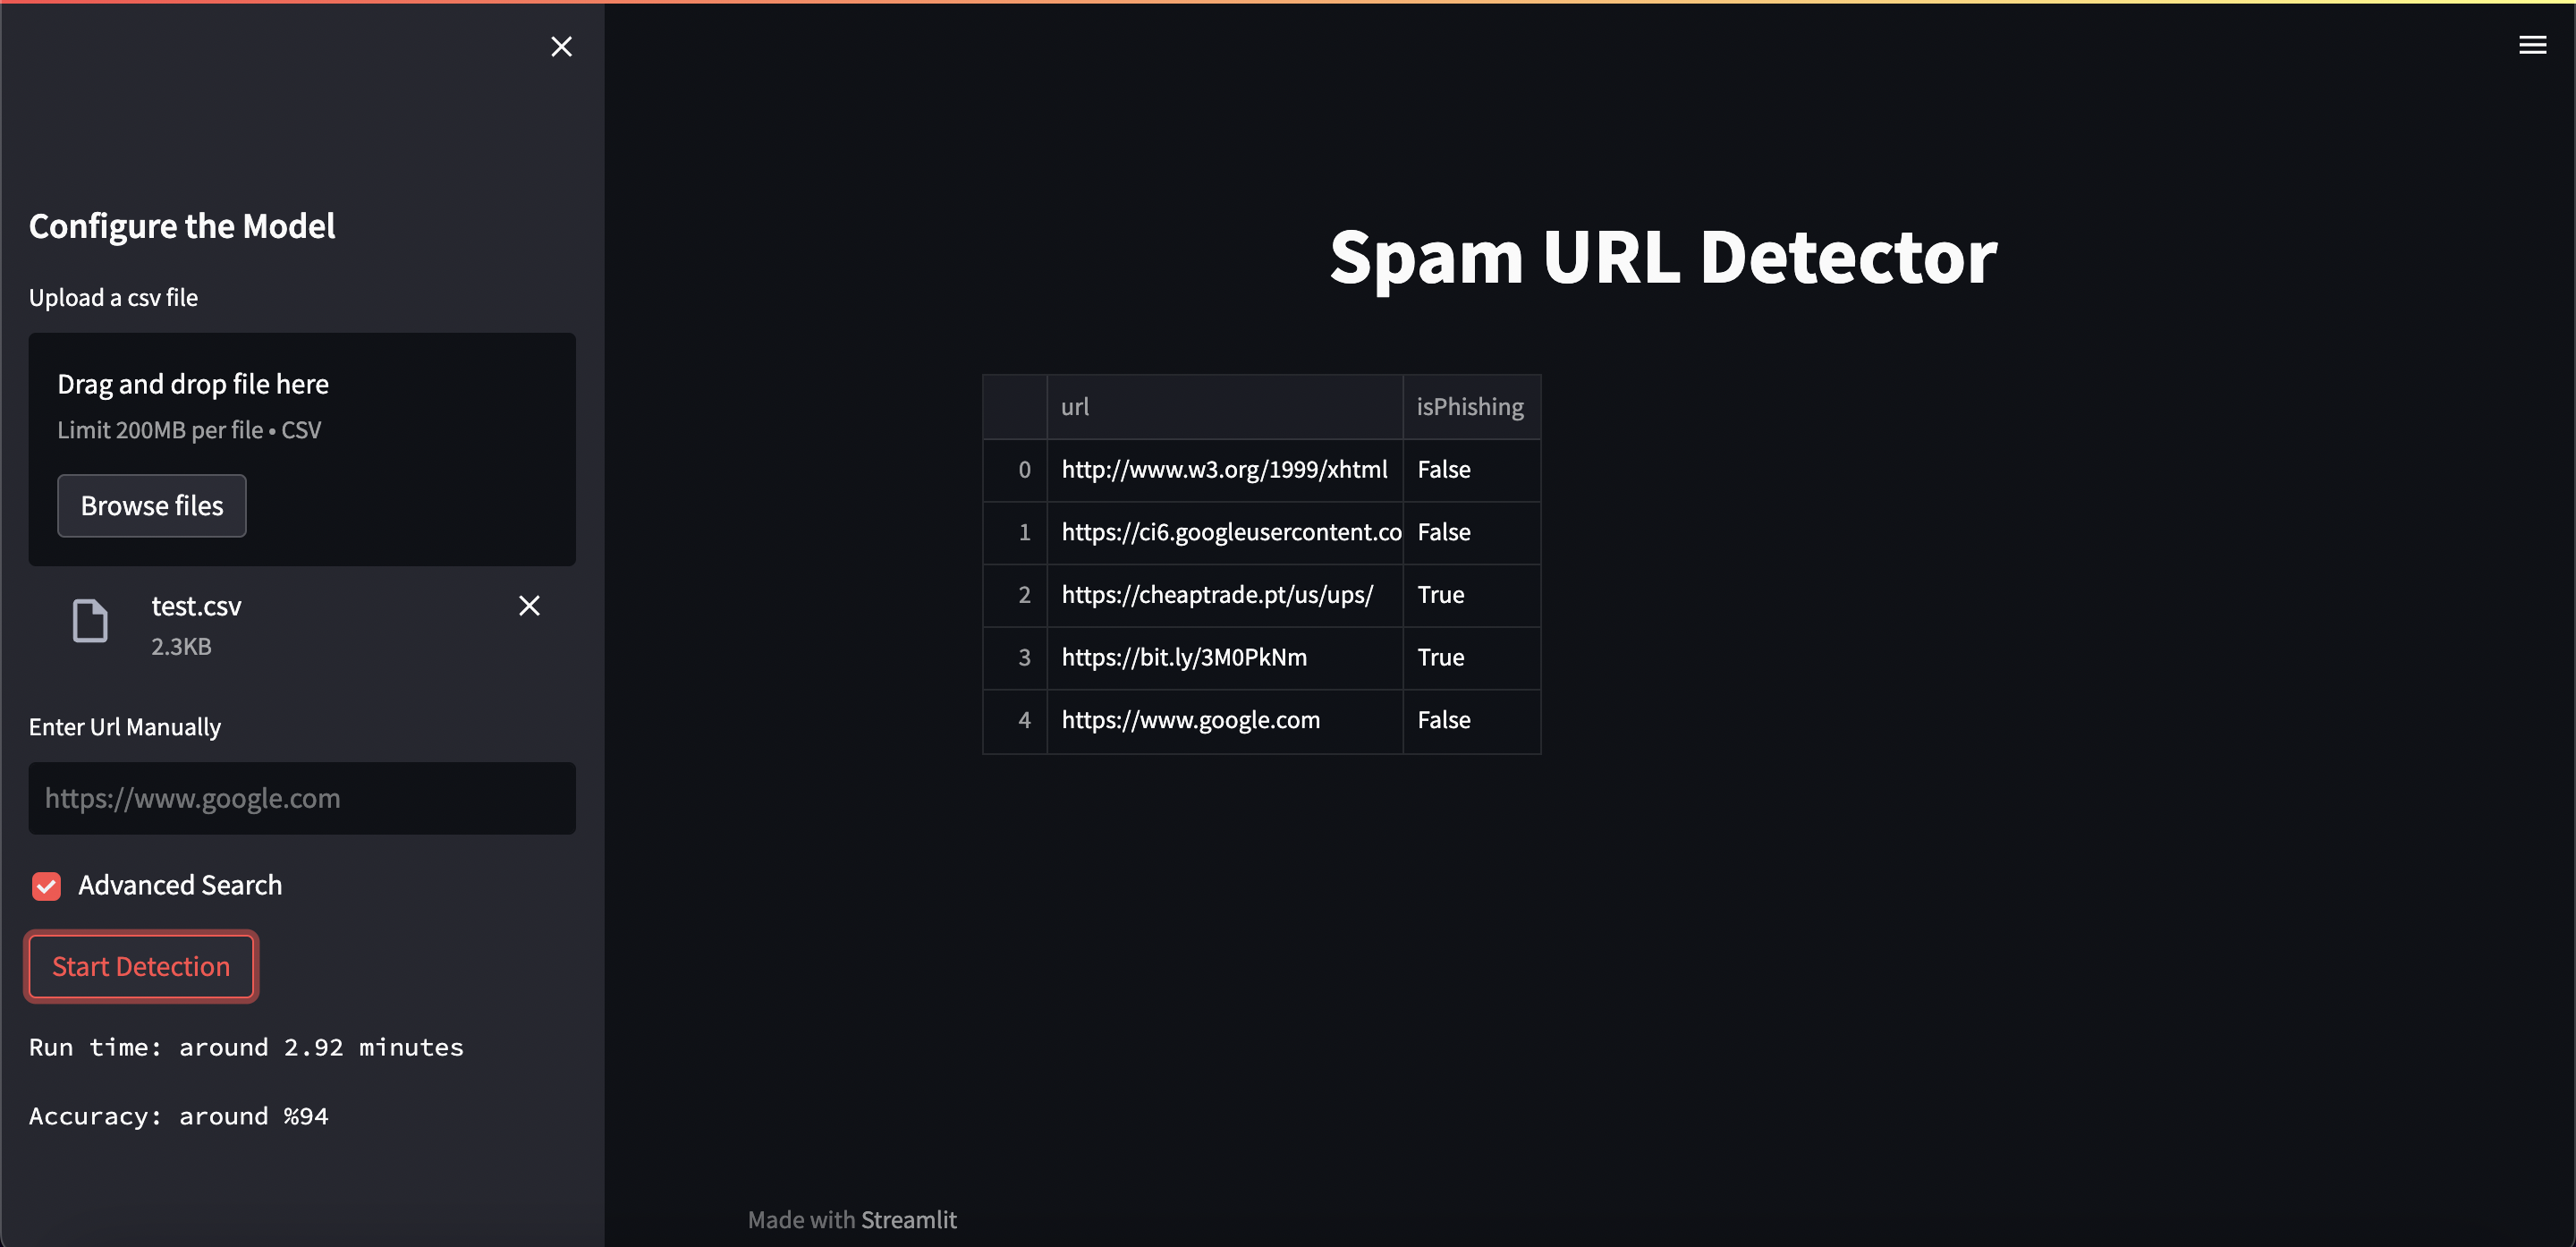 Configure the Model
Upload a csv file
Drag and drop file here
Limit 200MB per file • CSV
Browse files
test.csv
2.3KB
Enter Url Manually
https://www.google.com
Advanced Search
Start Detection
Run time: around 2.92 minutes
Accuracy: around %94
Spam URL Detector
url isPhishing
0 http://www.w3.org/1999/xhtml False
1 https://ci6.googleusercontent.co False
2 https://cheaptrade.pt/us/ups/ True
3 https://bit.ly/3M0PkNm True
4 https://www.google.com False
Made with Streamlit